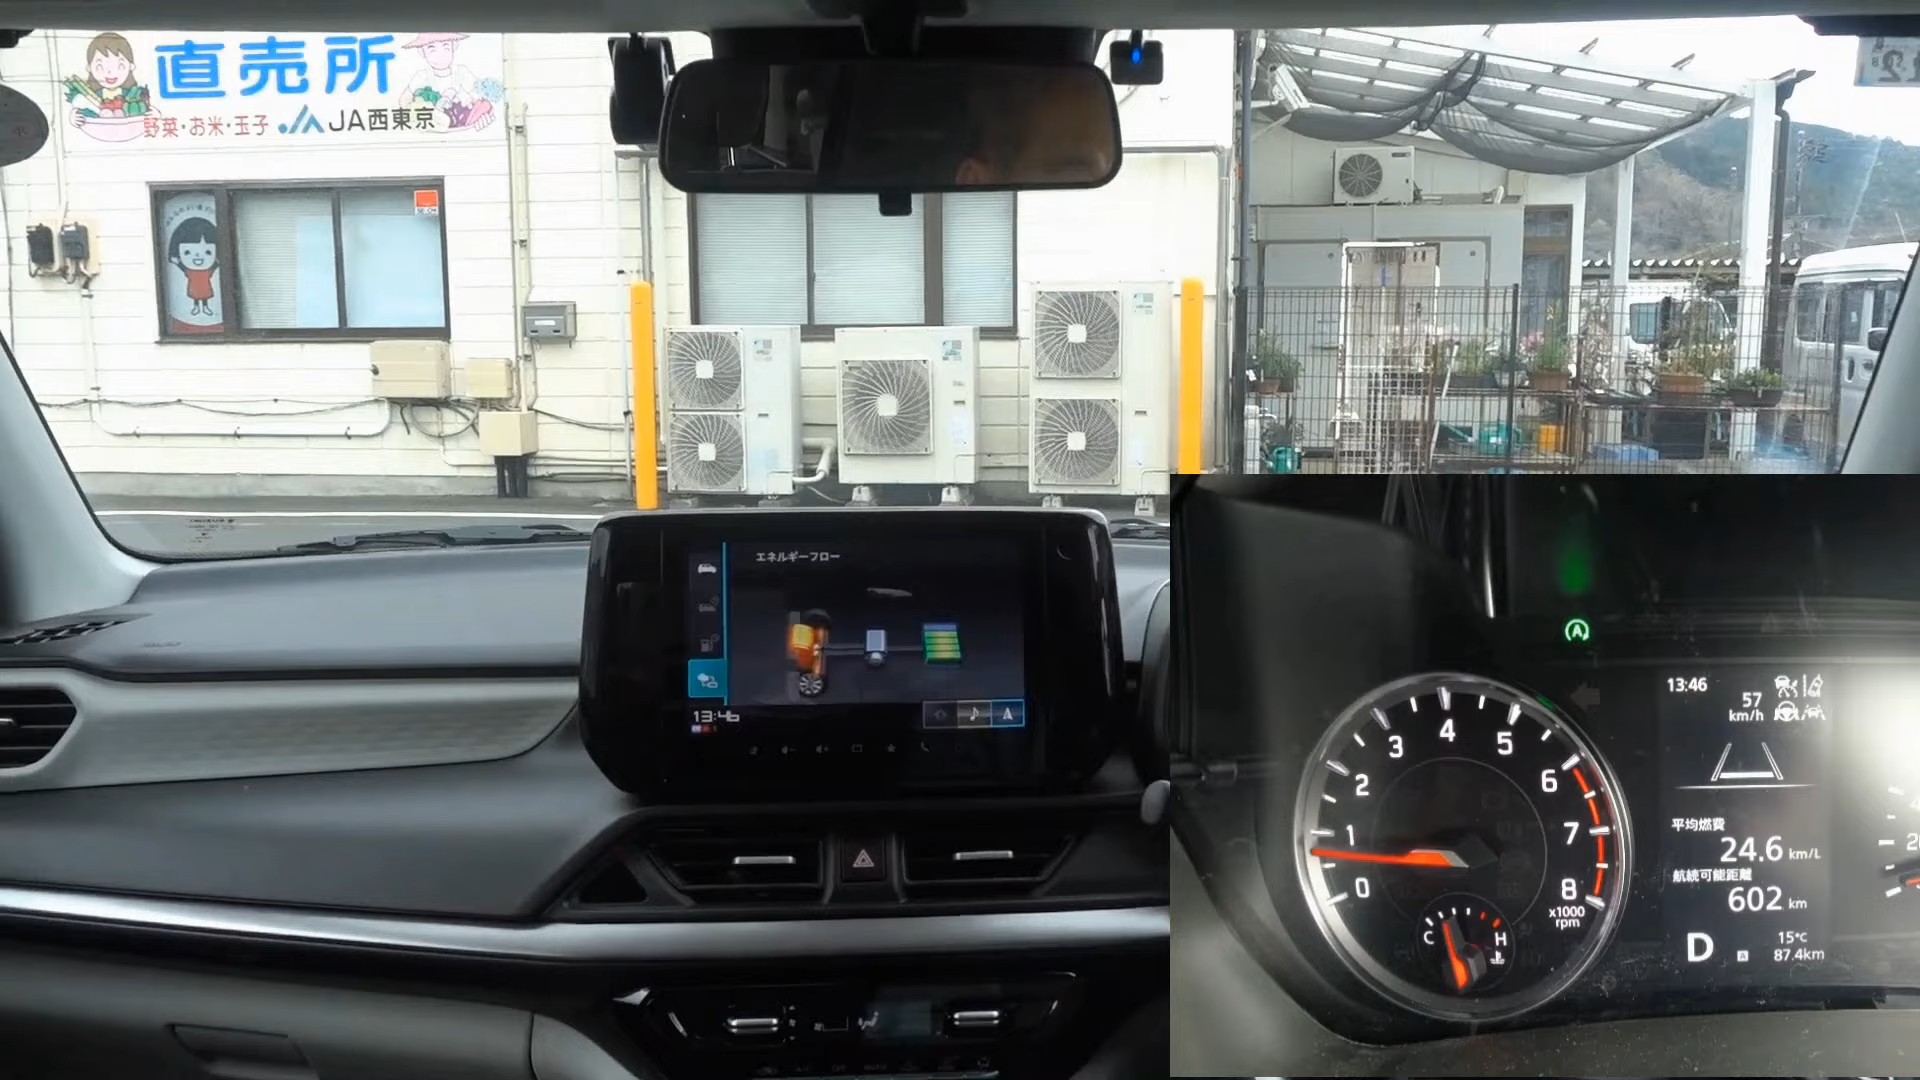 直売所
野菜・お米・玉子 JA西東京
エネルギーフロー
13:46
A
13:46
57
km/h
0
1
2
3
4
5
6
7
8
x1000
rpm
C
H
平均燃費
24.6 km/L
航続可能距離
602 km
D
15°C
87.4km